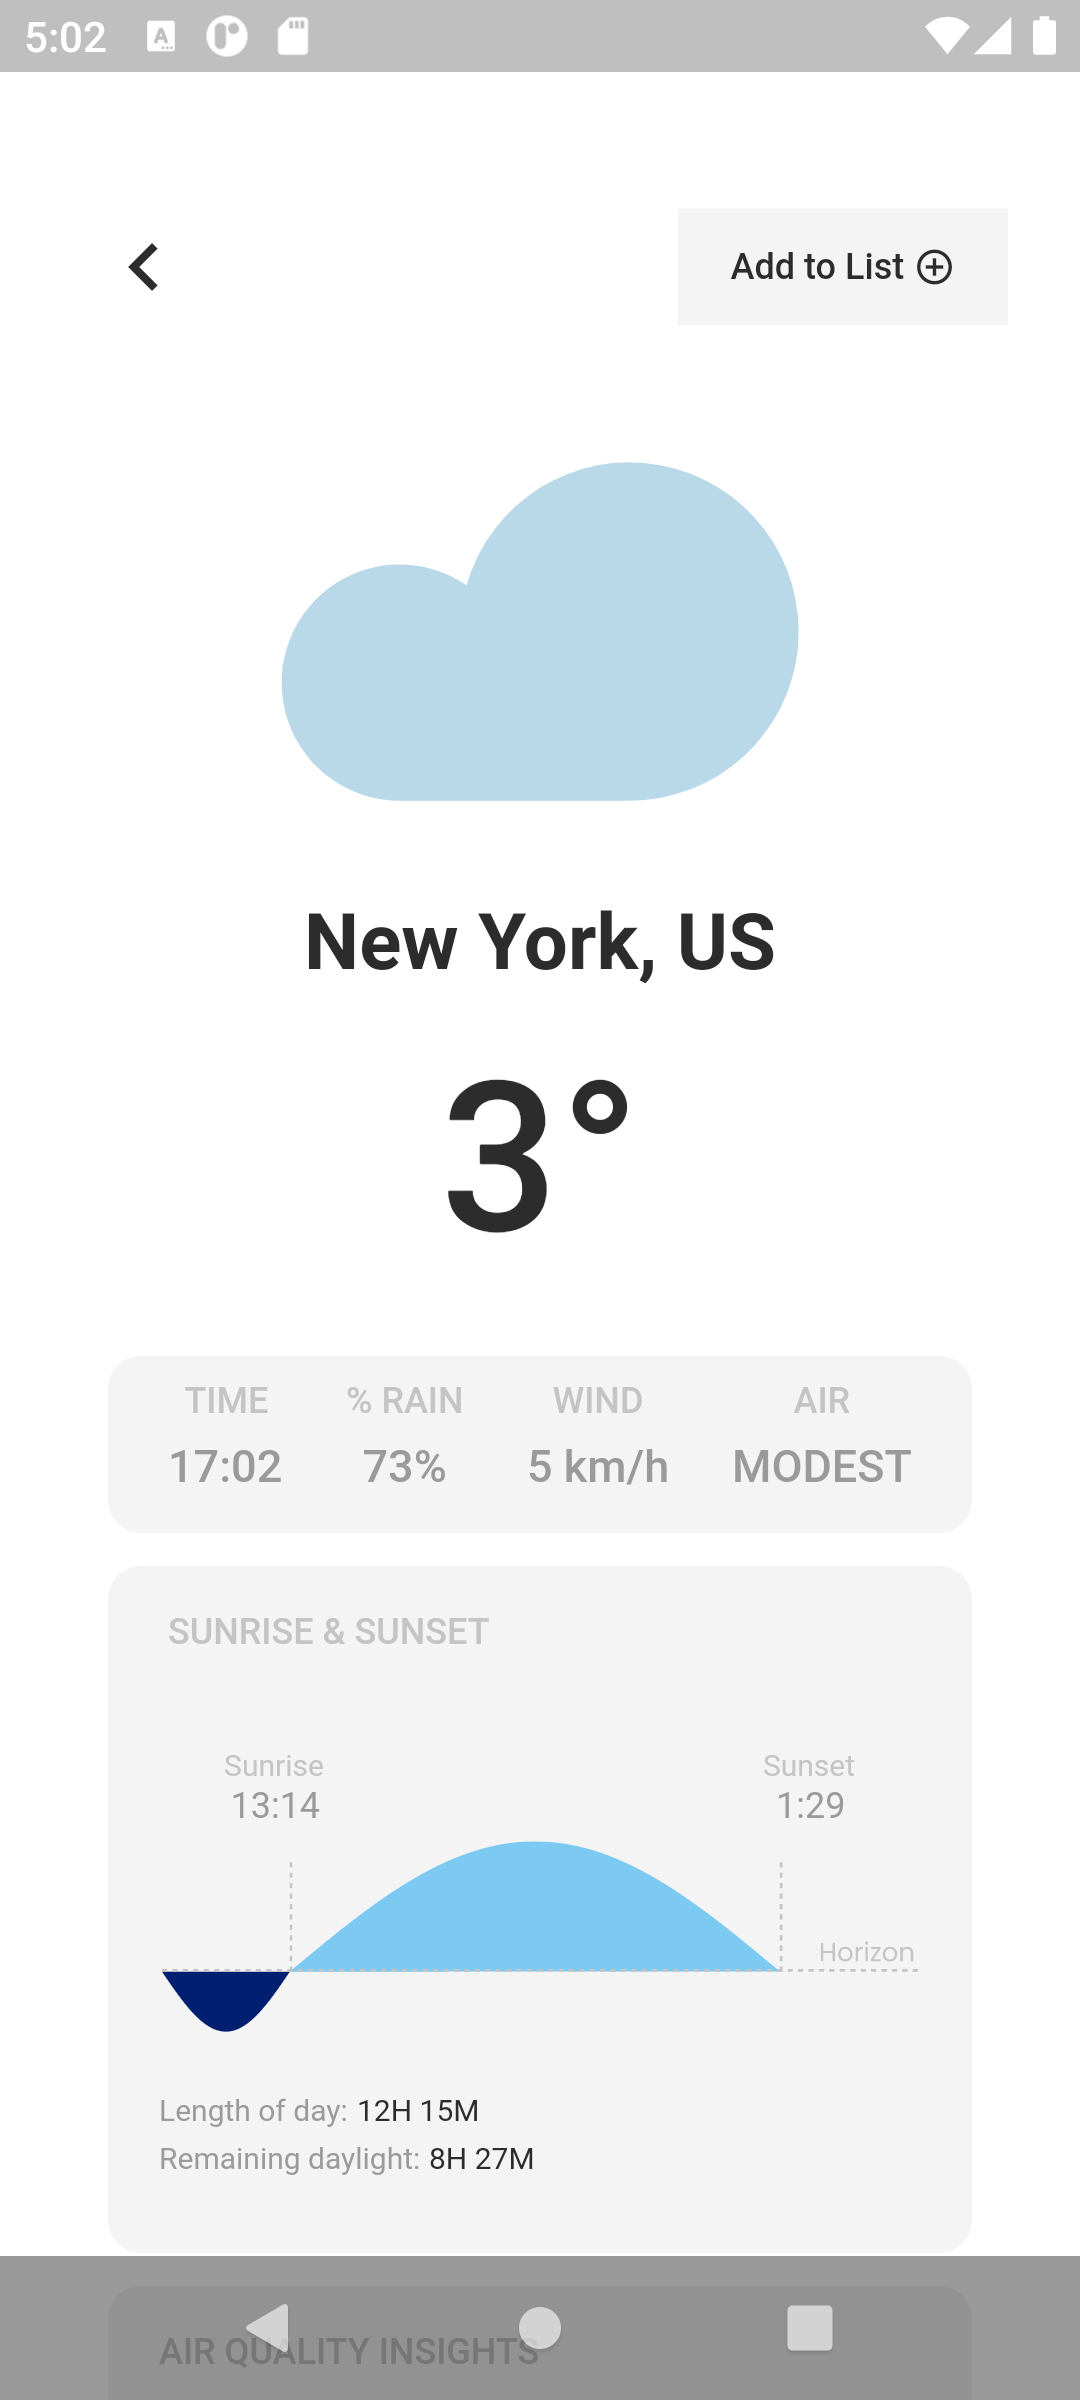 5:02
Add to List
New York, US
3°
TIME % RAIN WIND AIR
17:02 73% 5 km/h MODEST
SUNRISE & SUNSET
Sunrise Sunset
13:14 1:29
Horizon
Length of day: 12H 15M
Remaining daylight: 8H 27M
AIR QUALITY INSIGHTS